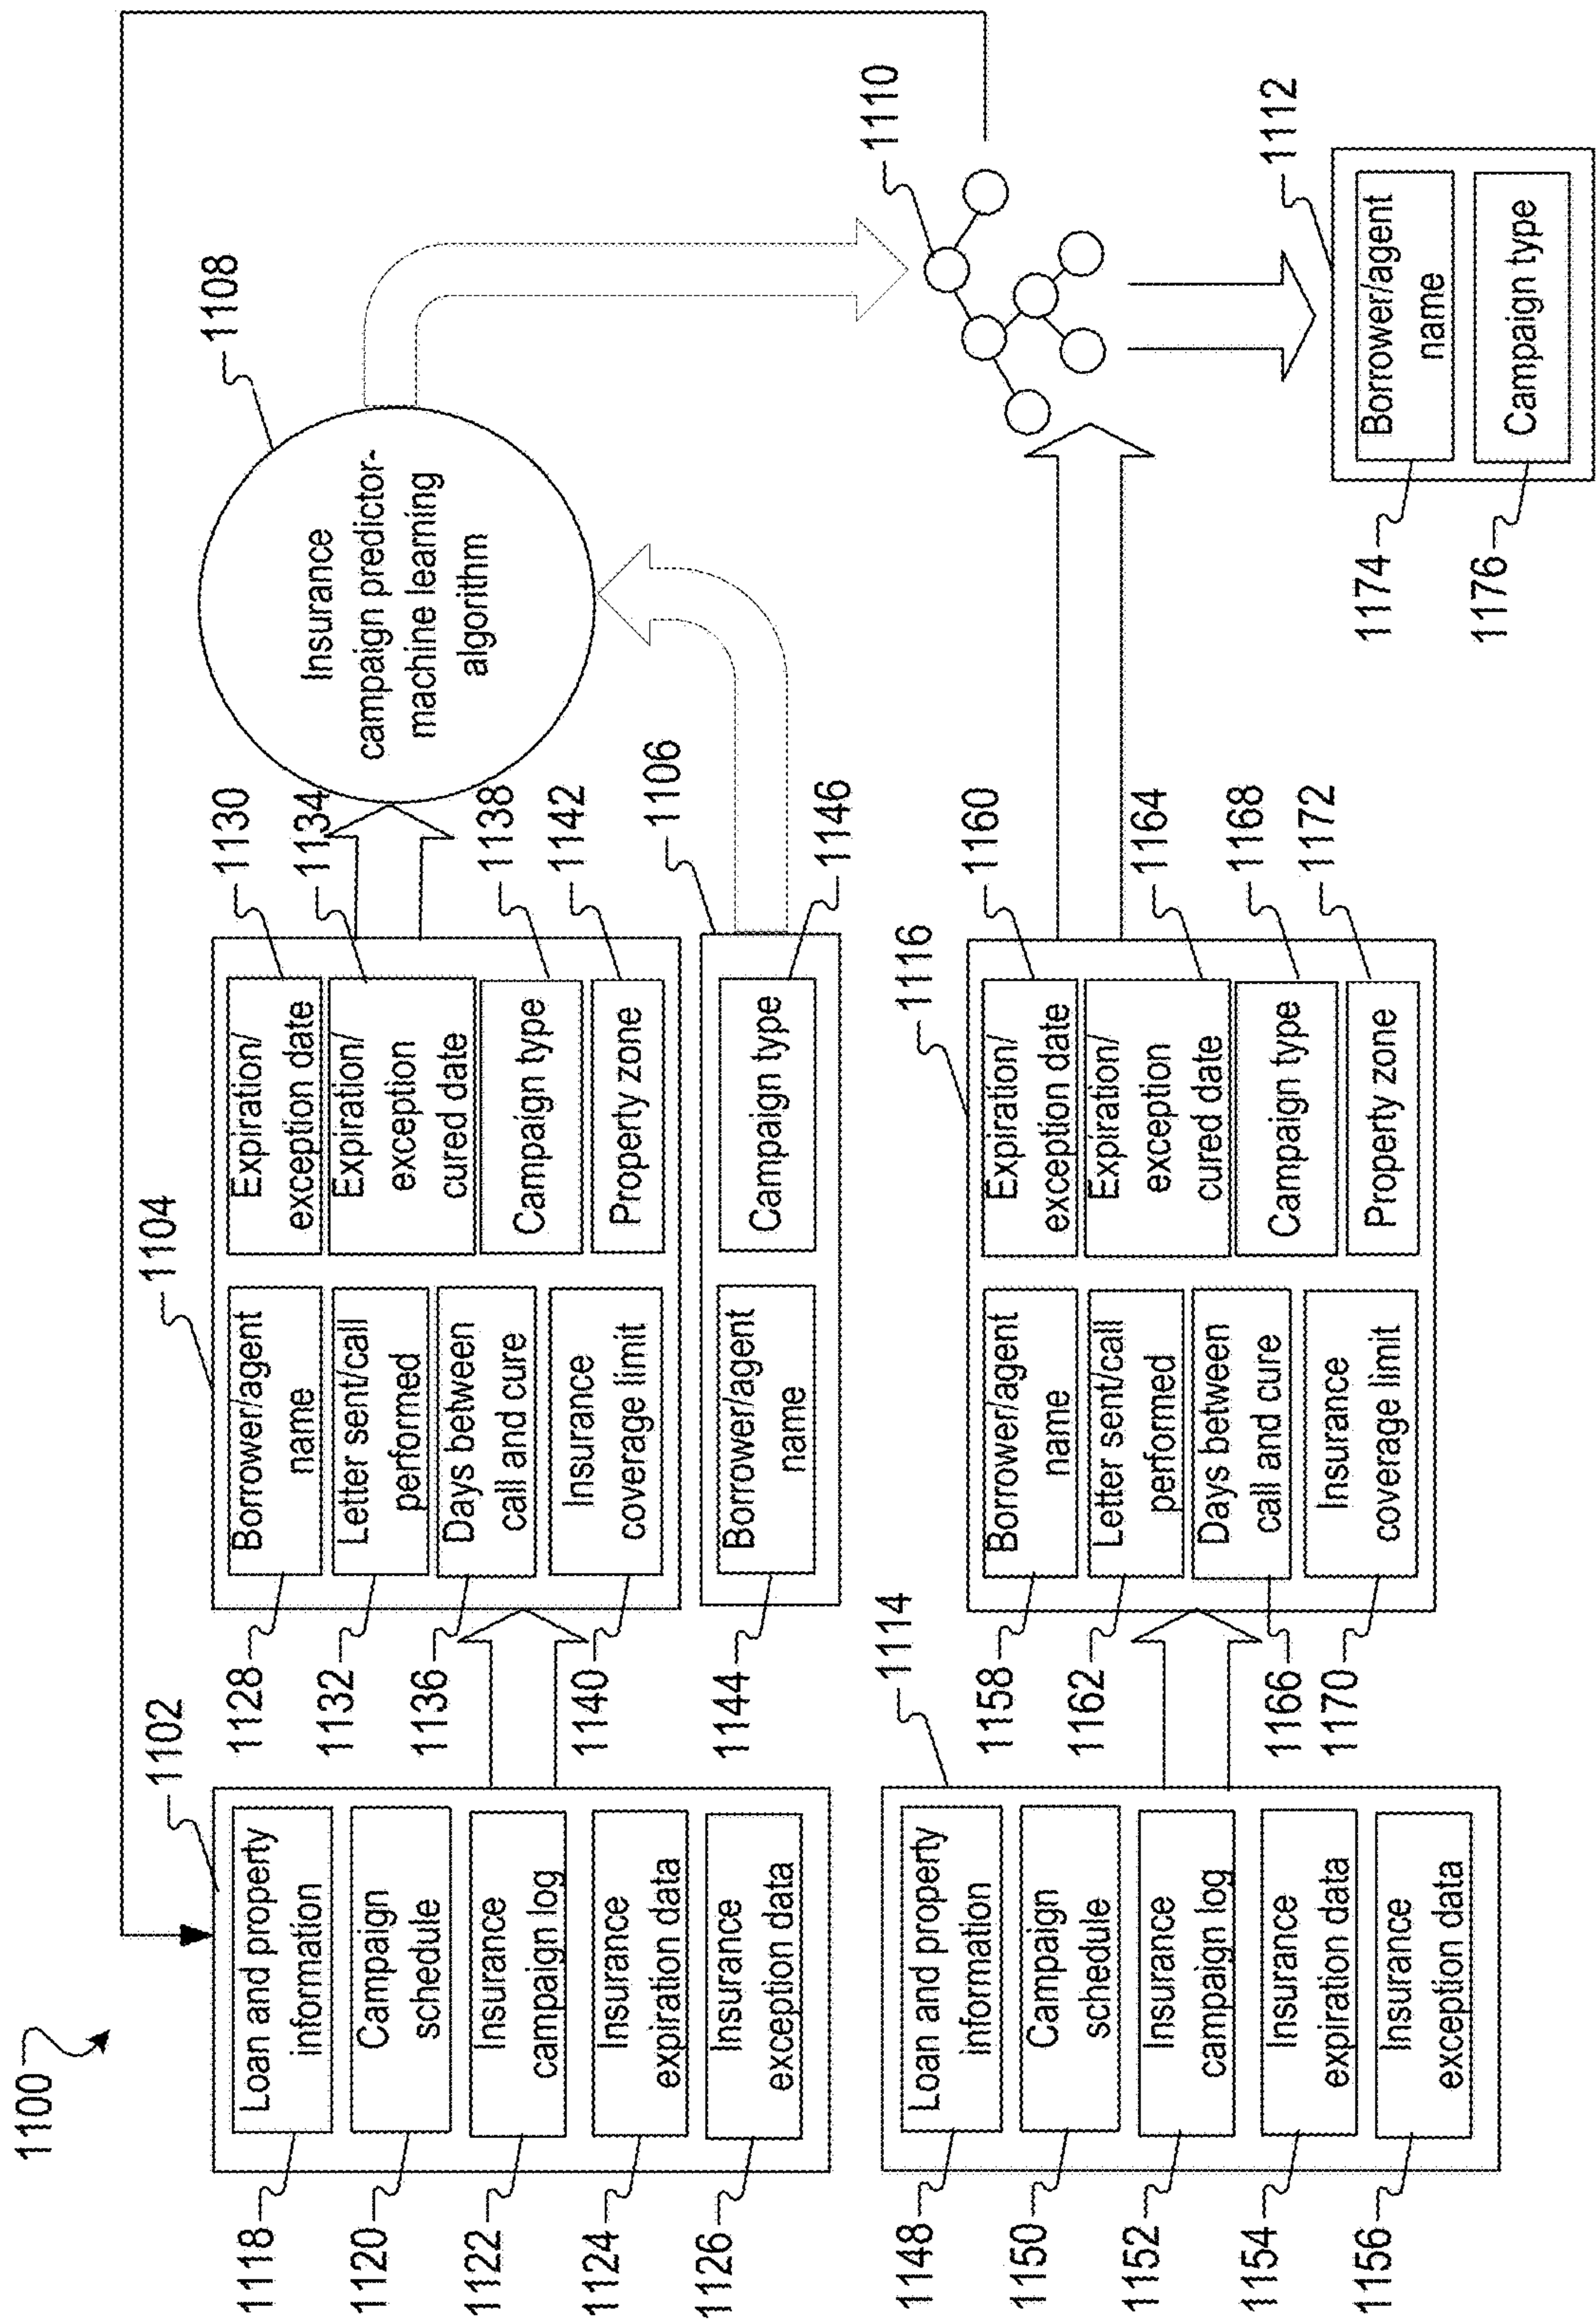 1100
1102
1118
Loan and property
information
1120
Campaign
schedule
1122
Insurance
campaign log
1124
Insurance
expiration data
1126
Insurance
exception data
1104
1128
Borrower/agent
name
1130
Expiration/
exception date
1132
Letter sent/call
performed
1134
Expiration/
exception
cured date
1136
Days between
call and cure
1138
Campaign type
1140
Insurance
coverage limit
1142
Property zone
1106
1144
Borrower/agent
name
1146
Campaign type
1108
Insurance
campaign predictor-
machine learning
algorithm
1110
1114
1148
Loan and property
information
1150
Campaign
schedule
1152
Insurance
campaign log
1154
Insurance
expiration data
1156
Insurance
exception data
1116
1158
Borrower/agent
name
1160
Expiration/
exception date
1162
Letter sent/call
performed
1164
Expiration/
exception
cured date
1166
Days between
call and cure
1168
Campaign type
1170
Insurance
coverage limit
1172
Property zone
1112
1174
Borrower/agent
name
1176
Campaign type